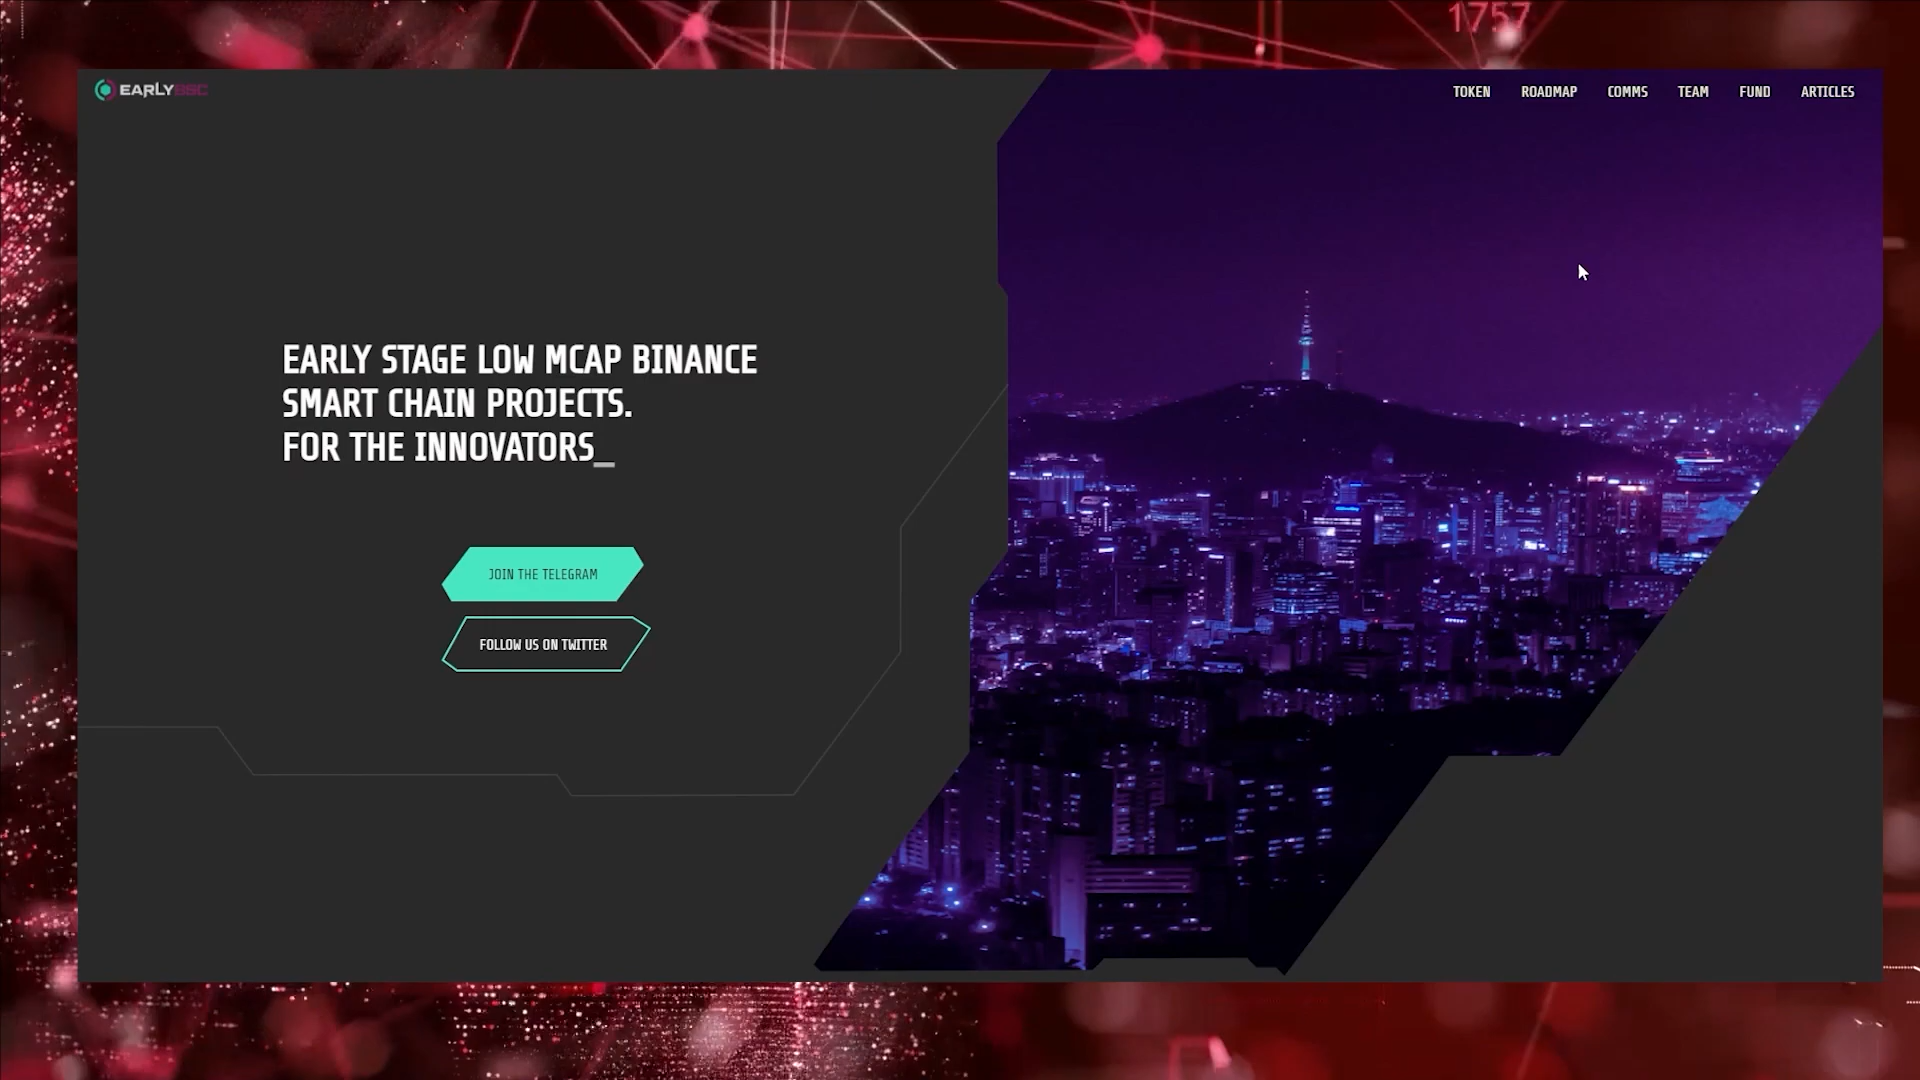 1757
EARLYBSC
TOKEN ROADMAP COMMS TEAM FUND ARTICLES
EARLY STAGE LOW MCAP BINANCE
SMART CHAIN PROJECTS.
FOR THE INNOVATORS_
JOIN THE TELEGRAM
FOLLOW US ON TWITTER